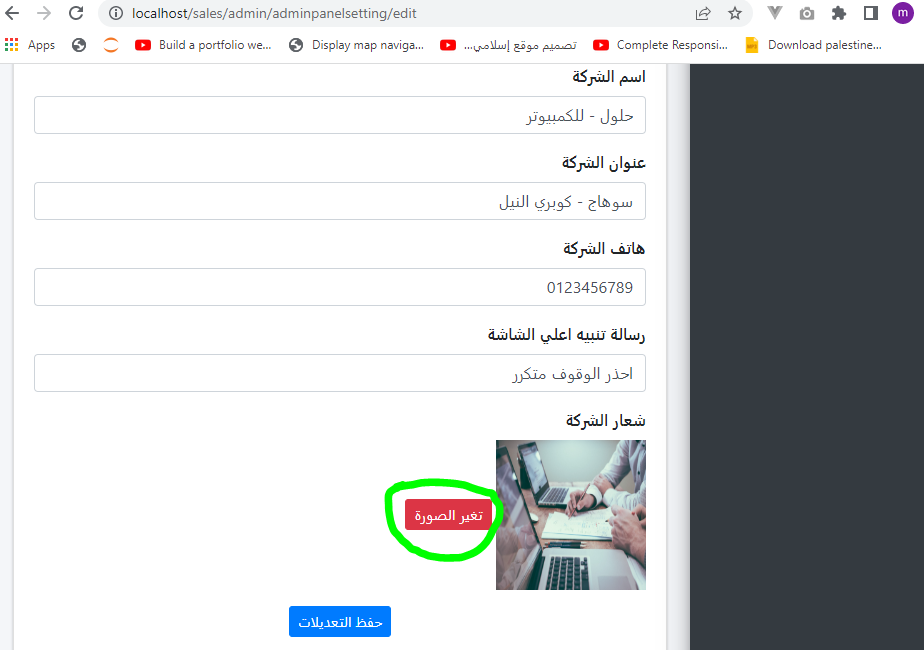 localhost/sales/admin/adminpanelsetting/edit
m
Apps
Build a portfolio we...
Display map naviga...
تصميم موقع إسلامي...
Complete Responsi...
Download palestine...
اسم الشركة
حلول - للكمبيوتر
عنوان الشركة
سوهاج - كوبري النيل
هاتف الشركة
0123456789
رسالة تنبيه اعلي الشاشة
احذر الوقوف متكرر
شعار الشركة
تغير الصورة
حفظ التعديلات